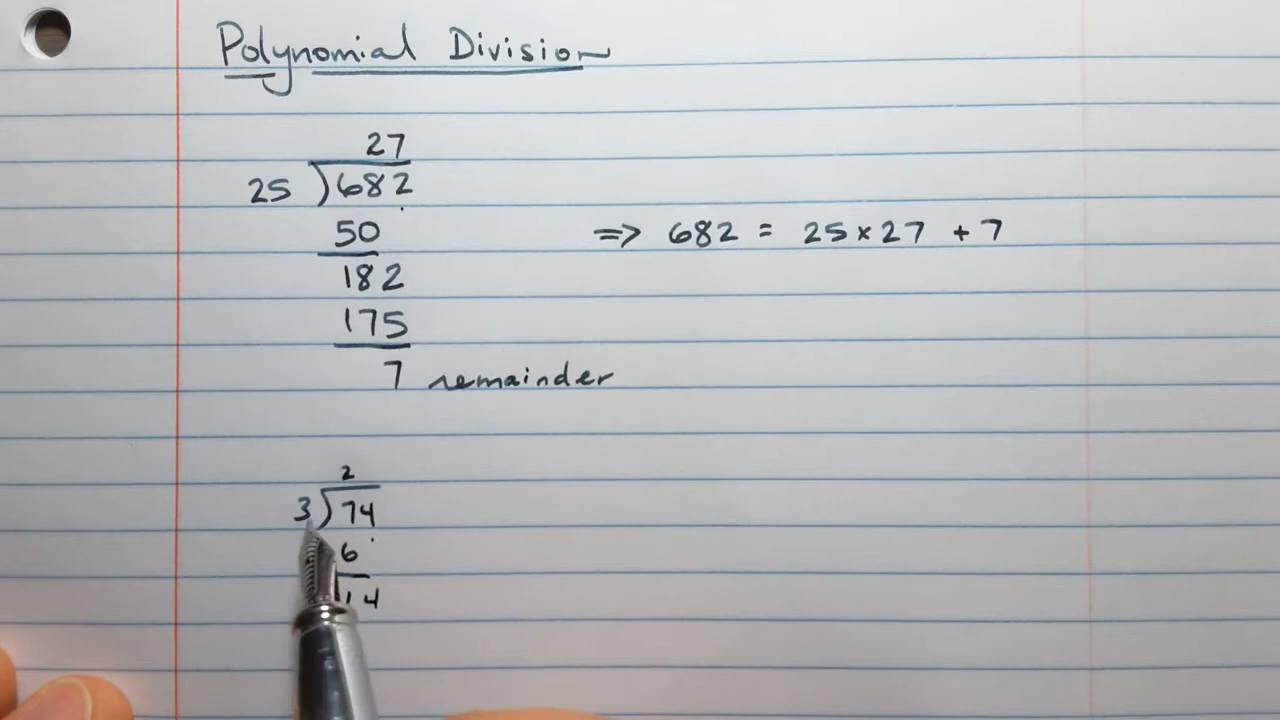 Polynomial Division
27
25 ) 682
50
182
175
7 remainder
=> 682 = 25 × 27 + 7
2
3 ) 74
6
14